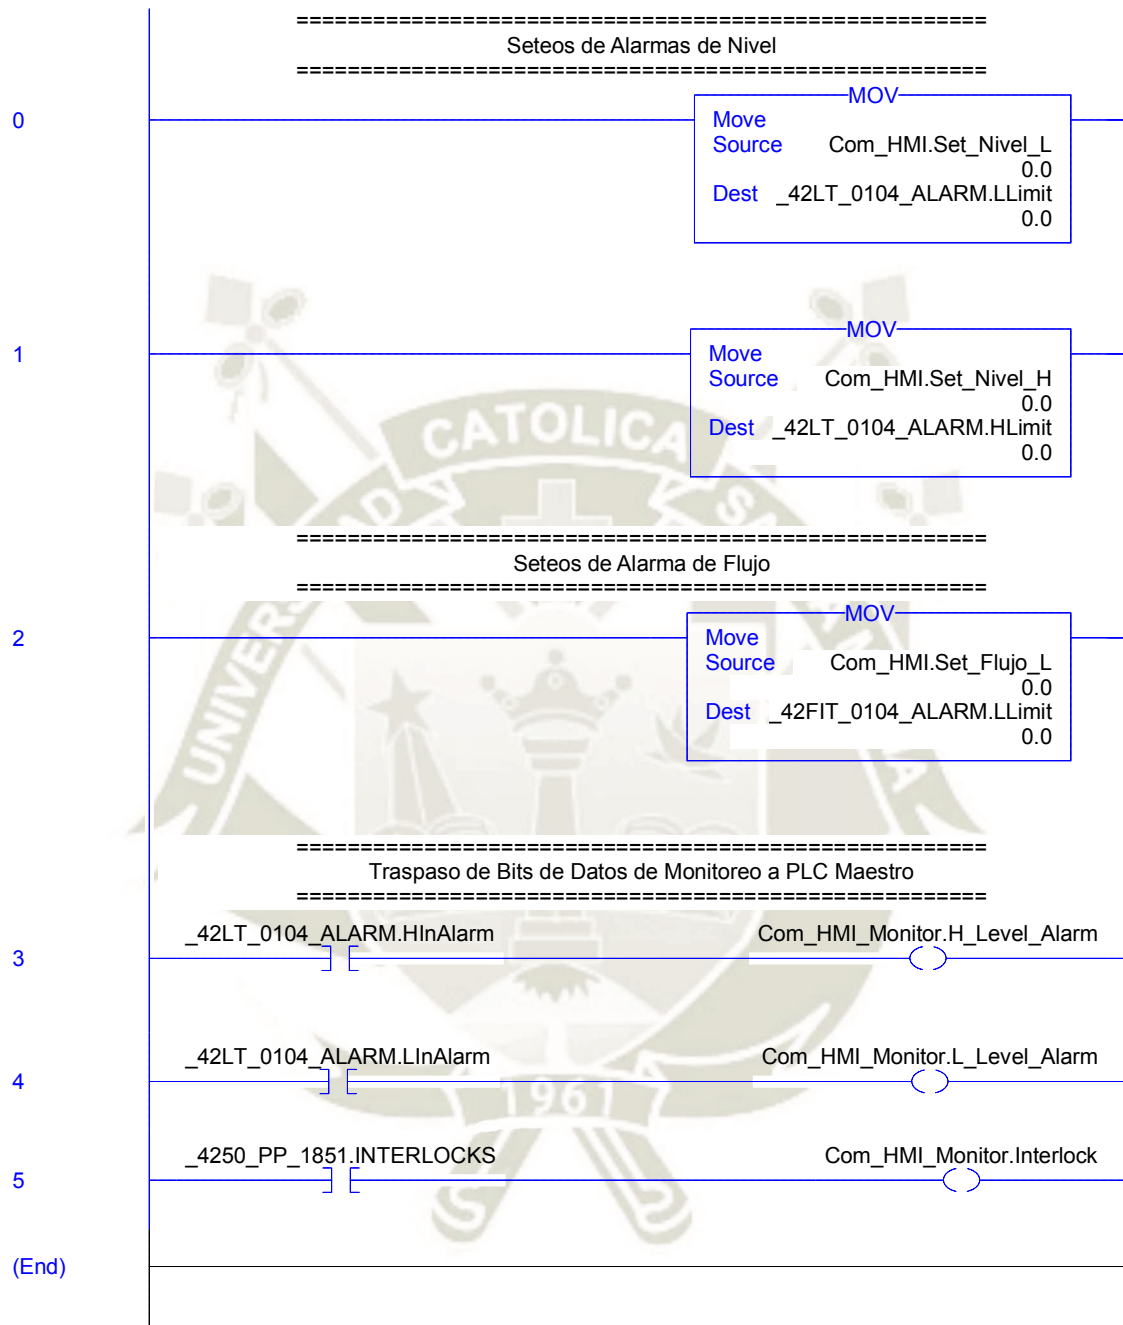 ==================================================
Seteos de Alarmas de Nivel
==================================================
0
MOV
Move
Source Com_HMI.Set_Nivel_L
0.0
Dest _42LT_0104_ALARM.LLimit
0.0
1
MOV
Move
Source Com_HMI.Set_Nivel_H
0.0
Dest _42LT_0104_ALARM.HLimit
0.0
==================================================
Seteos de Alarma de Flujo
==================================================
2
MOV
Move
Source Com_HMI.Set_Flujo_L
0.0
Dest _42FIT_0104_ALARM.LLimit
0.0
==================================================
Traspaso de Bits de Datos de Monitoreo a PLC Maestro
==================================================
_42LT_0104_ALARM.HInAlarm Com_HMI_Monitor.H_Level_Alarm
3
_42LT_0104_ALARM.LInAlarm Com_HMI_Monitor.L_Level_Alarm
4
_4250_PP_1851.INTERLOCKS Com_HMI_Monitor.Interlock
5
(End)
CATOLICA
1961